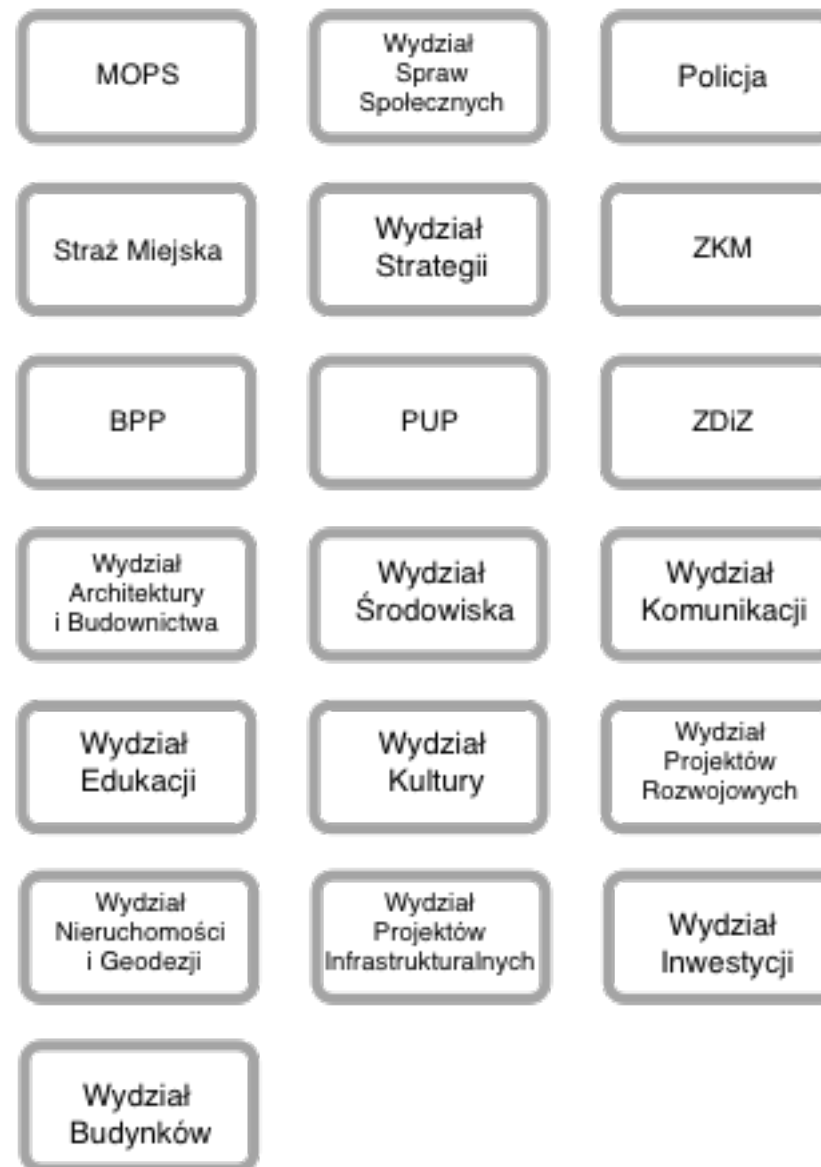 MOPS
Wydział
Spraw
Społecznych
Policja
Straż Miejska
Wydział
Strategii
ZKM
BPP
PUP
ZDiZ
Wydział
Architektury
i Budownictwa
Wydział
Środowiska
Wydział
Komunikacji
Wydział
Edukacji
Wydział
Kultury
Wydział
Projektów
Rozwojowych
Wydział
Nieruchomości
i Geodezji
Wydział
Projektów
Infrastrukturalnych
Wydział
Inwestycji
Wydział
Budynków